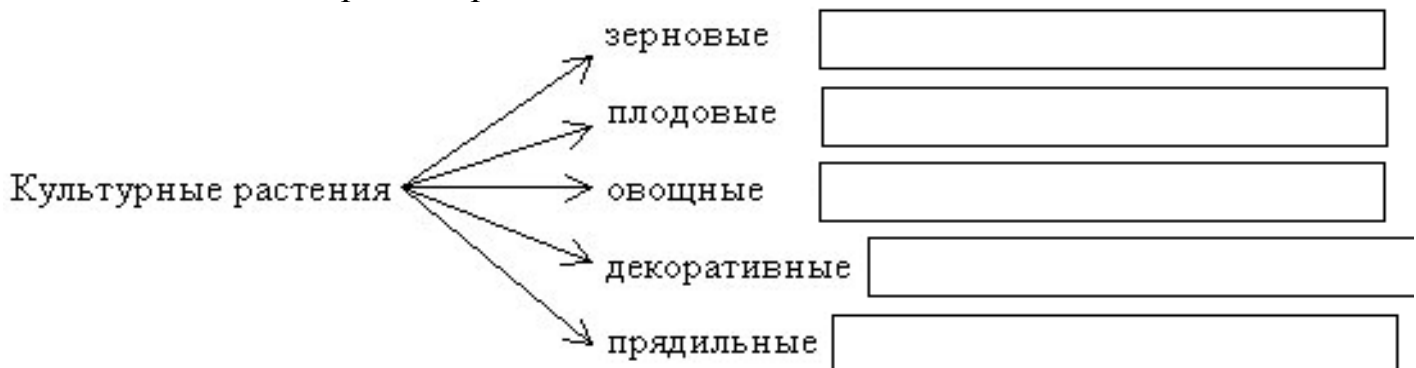 зерновые
плодовые
Культурные растения
овощные
декоративные
прядильные